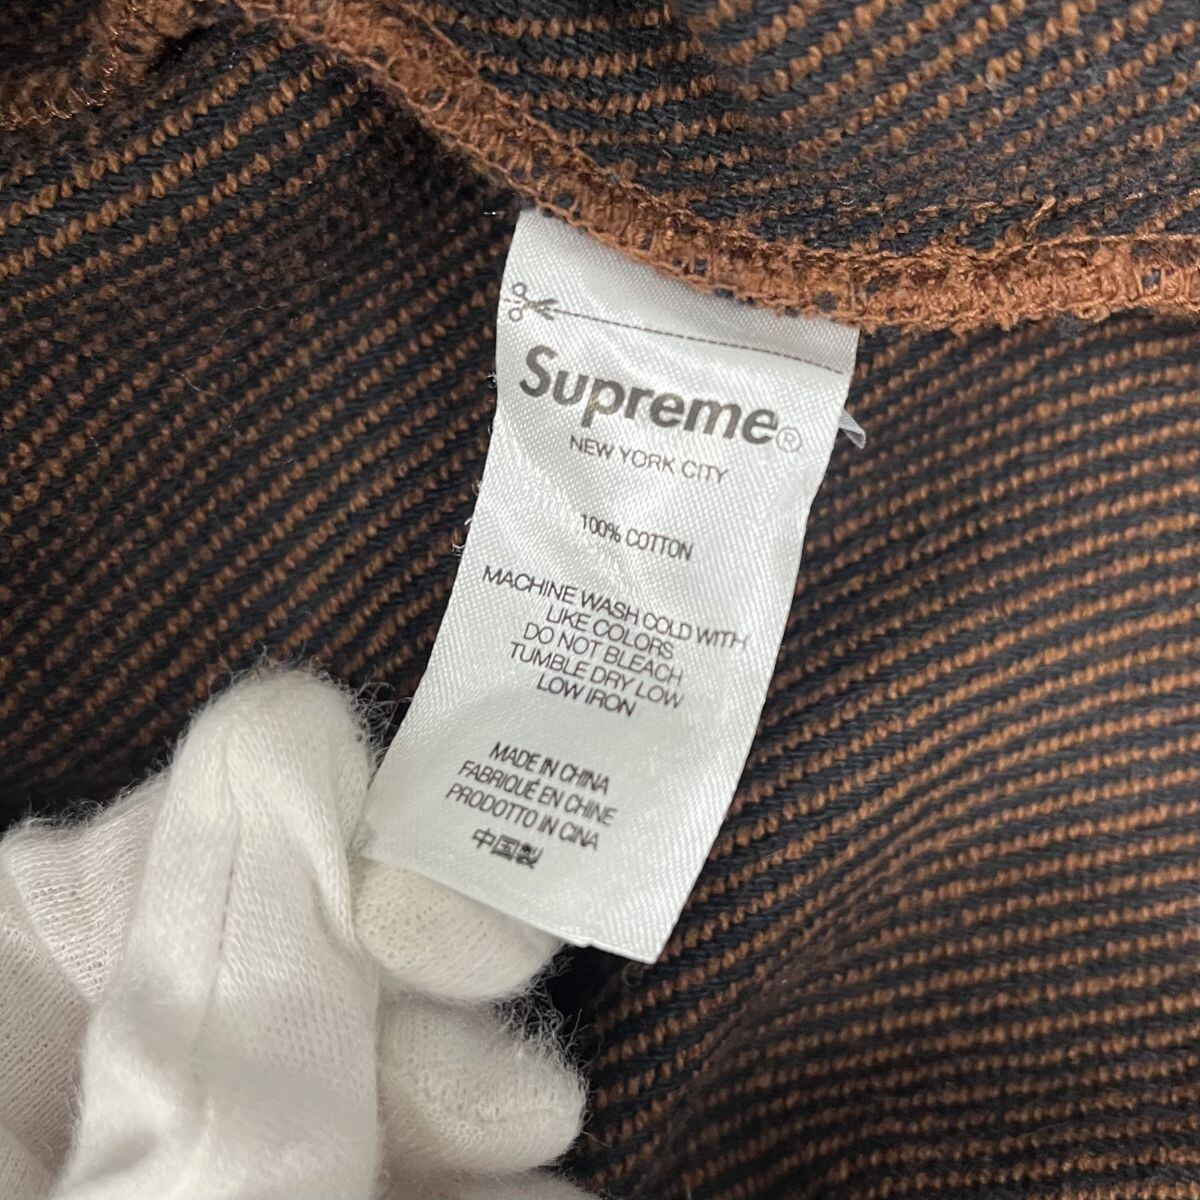 Supreme®
NEW YORK CITY
100% COTTON
MACHINE WASH COLD WITH
LIKE COLORS
DO NOT BLEACH
TUMBLE DRY LOW
LOW IRON
MADE IN CHINA
FABRIQUÉ EN CHINE
PRODOTTO IN CINA
中国製